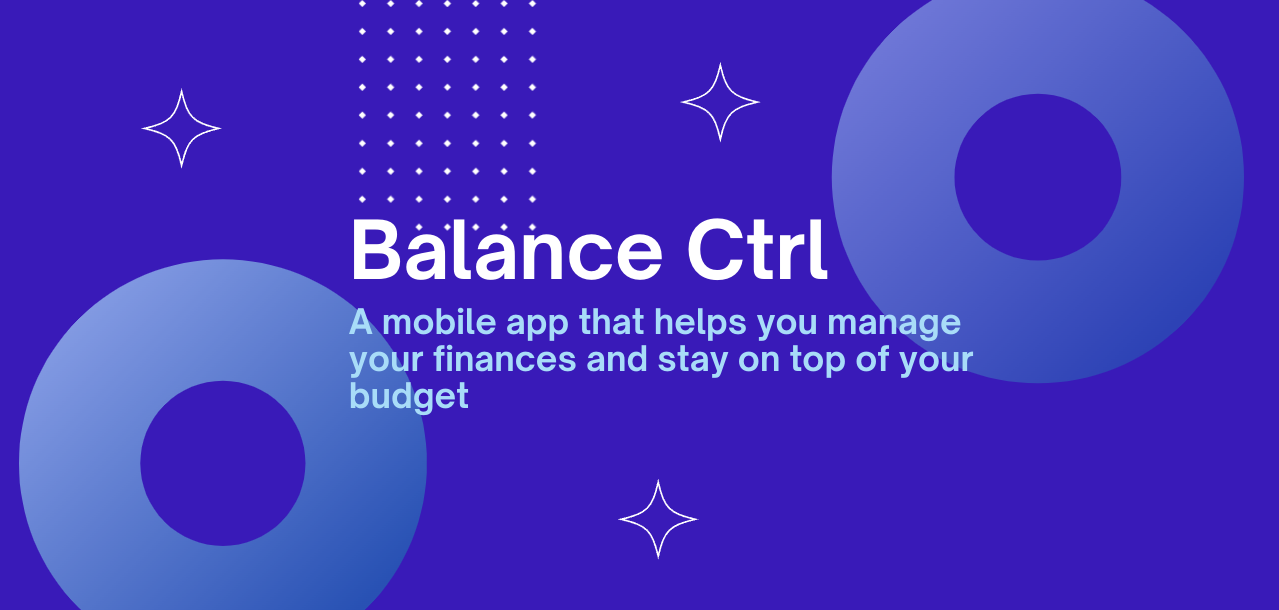 Balance Ctrl
A mobile app that helps you manage
your finances and stay on top of your
budget